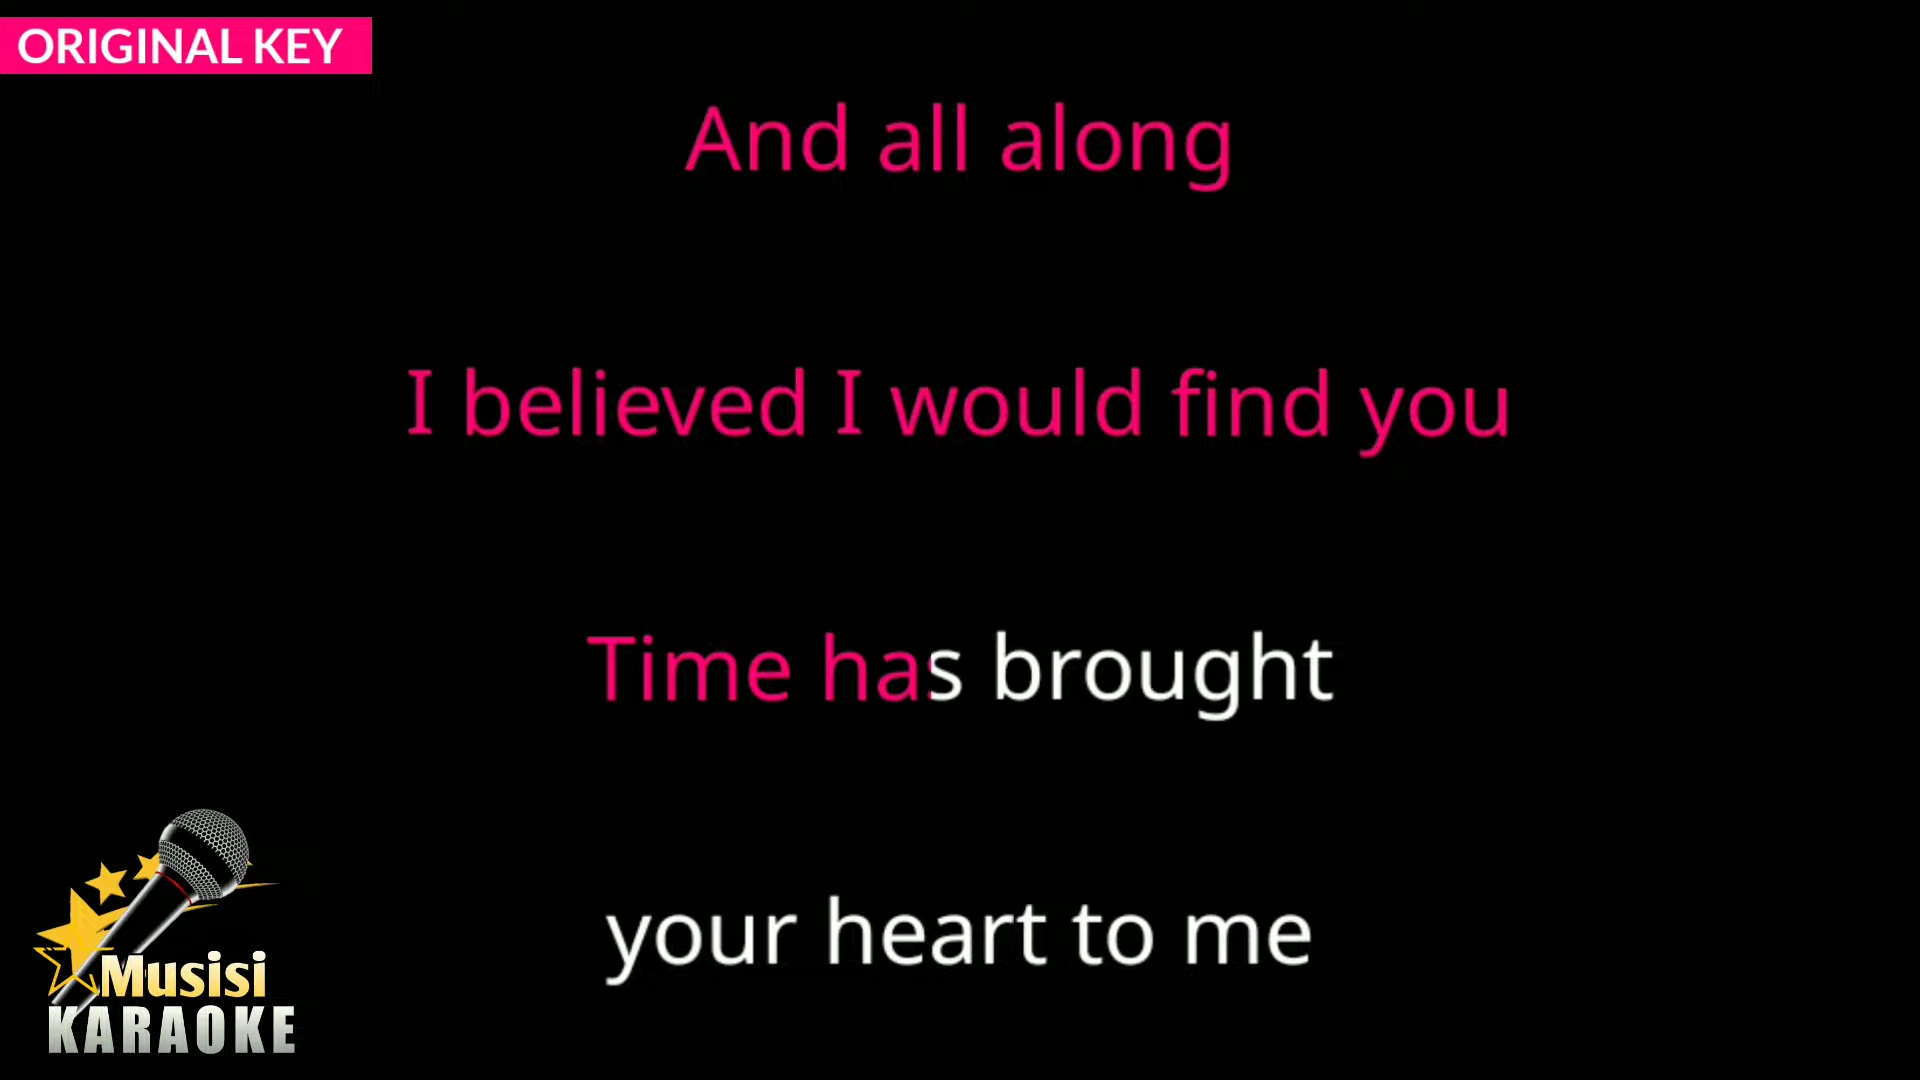 ORIGINAL KEY
And all along
I believed I would find you
Time has brought
your heart to me
Musisi
KARAOKE